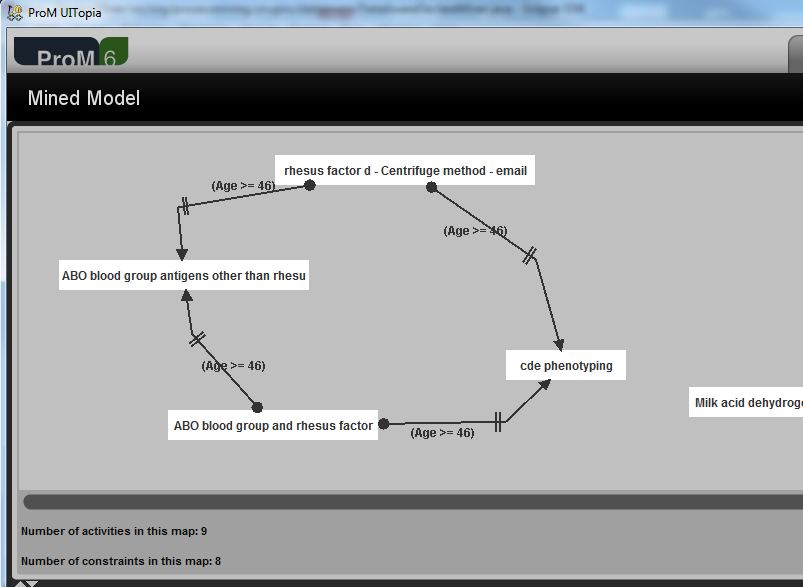 ProM UITopia
ProM 6
Mined Model
rhesus factor d - Centrifuge method - email
(Age >= 46)
(Age >= 46)
ABO blood group antigens other than rhesu
(Age >= 46)
cde phenotyping
Milk acid dehydroge
ABO blood group and rhesus factor
(Age >= 46)
Number of activities in this map: 9
Number of constraints in this map: 8